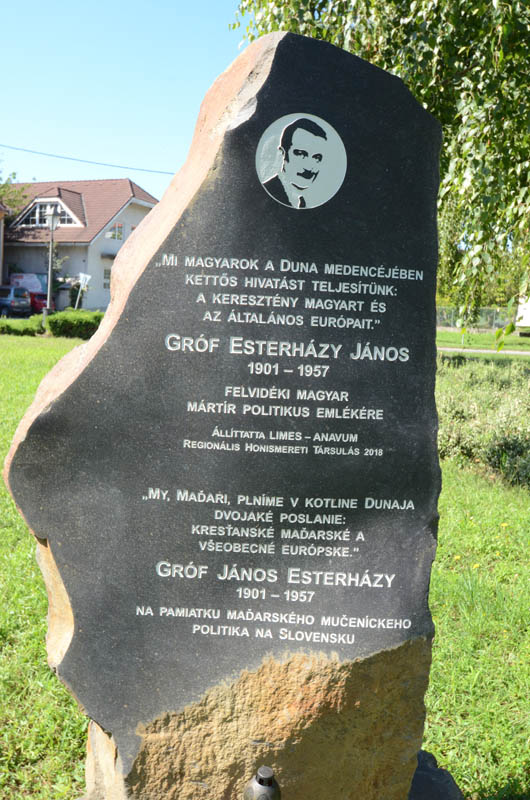 „Mi magyarok a Duna medencéjében
kettős hivatást teljesítünk:
a keresztény magyart és
az általános európait.”
Gróf Esterházy János
1901 – 1957
felvidéki magyar
mártír politikus emlékére
Állíttatta LIMES – ANAVUM
Regionális Honismereti Társulás 2018
„My, Maďari, plníme v kotline Dunaja
dvojaké poslanie:
kresťanské maďarské a
všeobecné európske.“
Gróf János Esterházy
1901 – 1957
na pamiatku maďarského mučeníckeho
politika na Slovensku